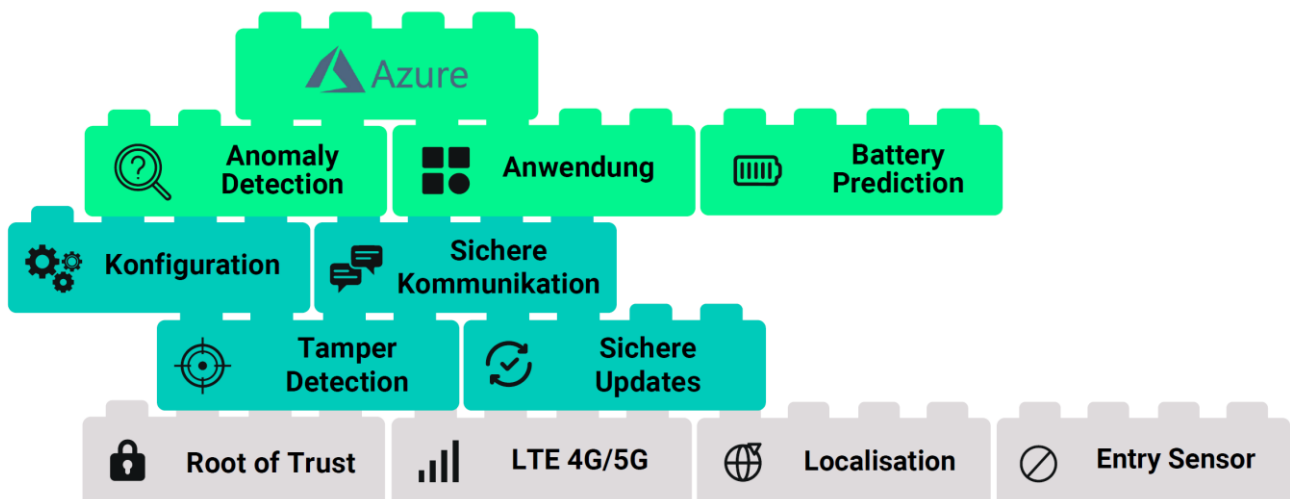 Azure
Anomaly
Detection
Anwendung
Battery
Prediction
Konfiguration
Sichere
Kommunikation
Tamper
Detection
Sichere
Updates
Root of Trust
LTE 4G/5G
Localisation
Entry Sensor